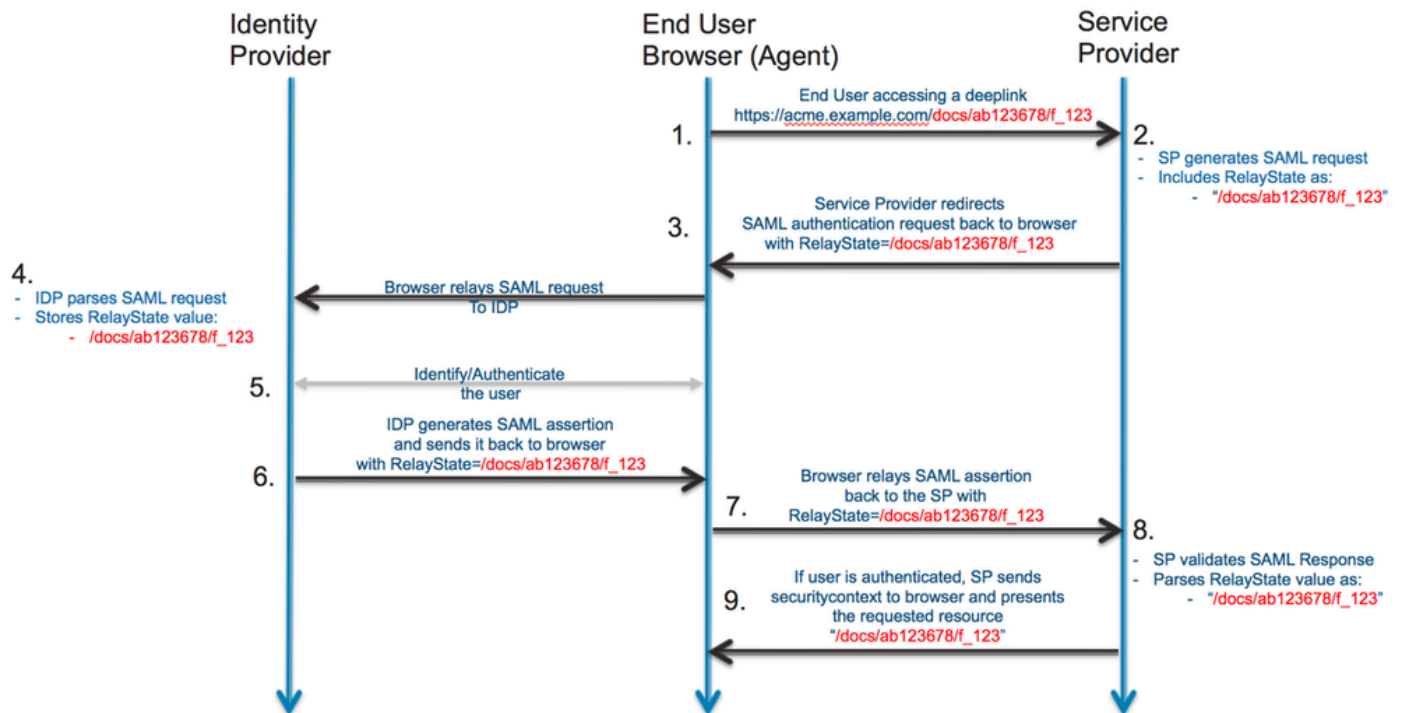 Identity
Provider
End User
Browser (Agent)
Service
Provider
End User accessing a deeplink
https://acme.example.com/docs/ab123678/f_123
1.
2.
- SP generates SAML request
- Includes RelayState as:
- “/docs/ab123678/f_123”
Service Provider redirects
SAML authentication request back to browser
with RelayState=/docs/ab123678/f_123
3.
4.
- IDP parses SAML request
- Stores RelayState value:
- /docs/ab123678/f_123
Browser relays SAML request
To IDP
5.
Identify/Authenticate
the user
IDP generates SAML assertion
and sends it back to browser
with RelayState=/docs/ab123678/f_123
6.
Browser relays SAML assertion
back to the SP with
RelayState=/docs/ab123678/f_123
7.
8.
- SP validates SAML Response
- Parses RelayState value as:
- “/docs/ab123678/f_123”
If user is authenticated, SP sends
securitycontext to browser and presents
the requested resource
“/docs/ab123678/f_123”
9.